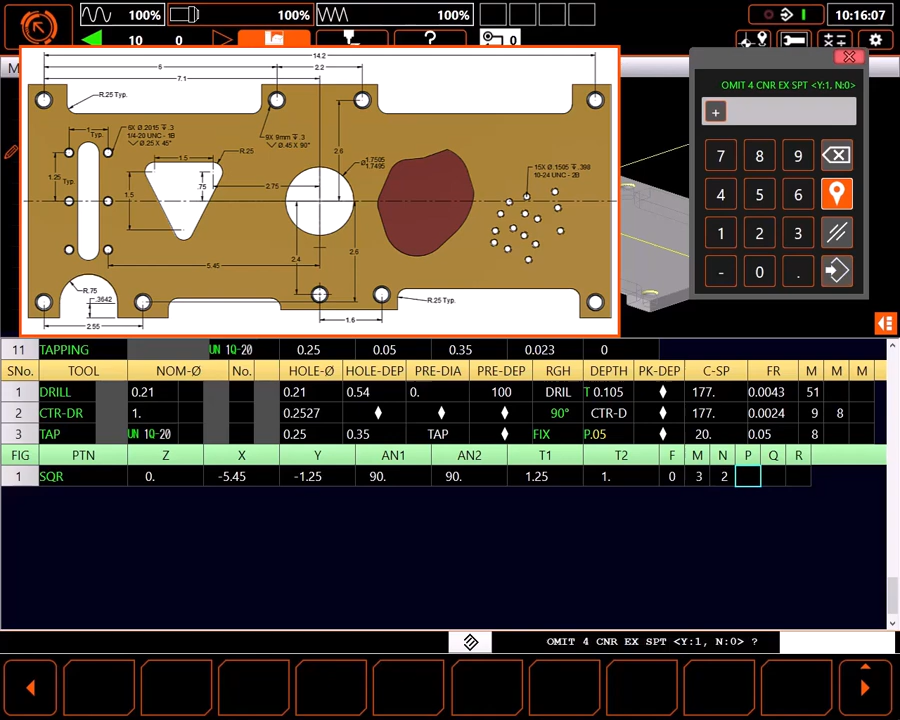 100% 100% 100% 10:16:07
10 0 ? 0
M
14.2
6 2.2
7.1
R.25 Typ.
1
Typ.
6X Ø.2015 ↧.3
1/4-20 UNC - 1B
⌵Ø.25 X 45°
9X 9mm ↧.3
⌵Ø.45 X 90°
R.25
1.5
.75
1.5
1.25
Typ.
2.75
2.6
Ø1.7505
1.7495
15X Ø.1505 ↧.398
10-24 UNC - 2B
5.45
2.4
2.6
R.75
.3642
2.55
1.6
R.25 Typ.
OMIT 4 CNR EX SPT <Y:1, N:0>
+
7 8 9
4 5 6
1 2 3
- 0 .
11 TAPPING UN 1Q-20 0.25 0.05 0.35 0.023 0
SNo. TOOL NOM-Ø No. HOLE-Ø HOLE-DEP PRE-DIA PRE-DEP RGH DEPTH PK-DEP C-SP FR M M M
1 DRILL 0.21 0.21 0.54 0. 100 DRIL T 0.105 ♦ 177. 0.0043 51
2 CTR-DR 1. 0.2527 ♦ ♦ ♦ 90° CTR-D ♦ 177. 0.0024 9 8
3 TAP UN 1Q-20 0.25 0.35 TAP FIX P.05 ♦ 20. 0.05 8
FIG PTN Z X Y AN1 AN2 T1 T2 F M N P Q R
1 SQR 0. -5.45 -1.25 90. 90. 1.25 1. 0 3 2
OMIT 4 CNR EX SPT <Y:1, N:0> ?